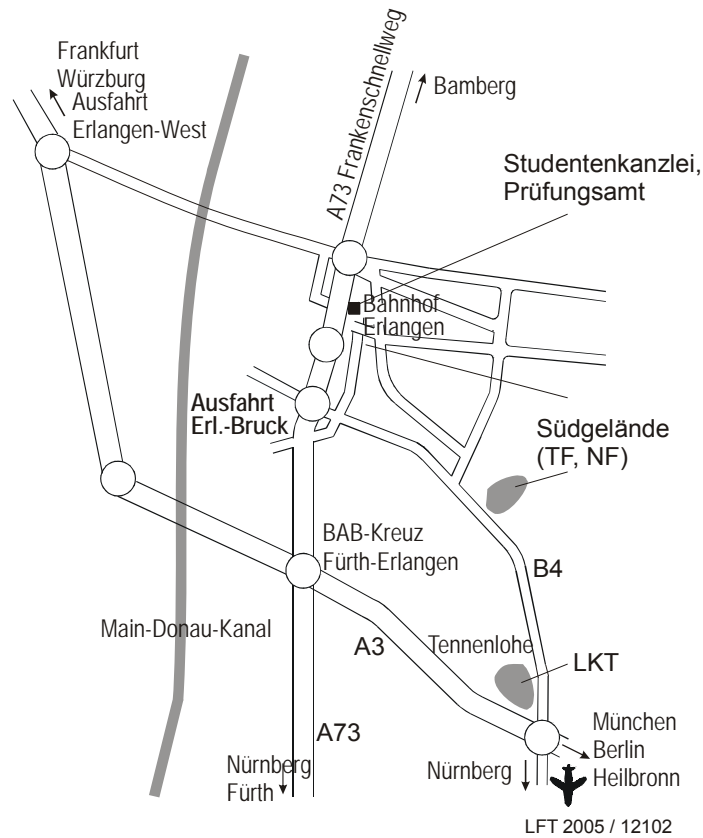 Frankfurt
Würzburg
Ausfahrt
Erlangen-West
A73 Frankenschnellweg
Bamberg
Studentenkanzlei,
Prüfungsamt
Bahnhof
Erlangen
Ausfahrt
Erl.-Bruck
Südgelände
(TF, NF)
BAB-Kreuz
Fürth-Erlangen
B4
Main-Donau-Kanal
A3
Tennenlohe
LKT
A73
München
Berlin
Heilbronn
Nürnberg
Fürth
Nürnberg
LFT 2005 / 12102